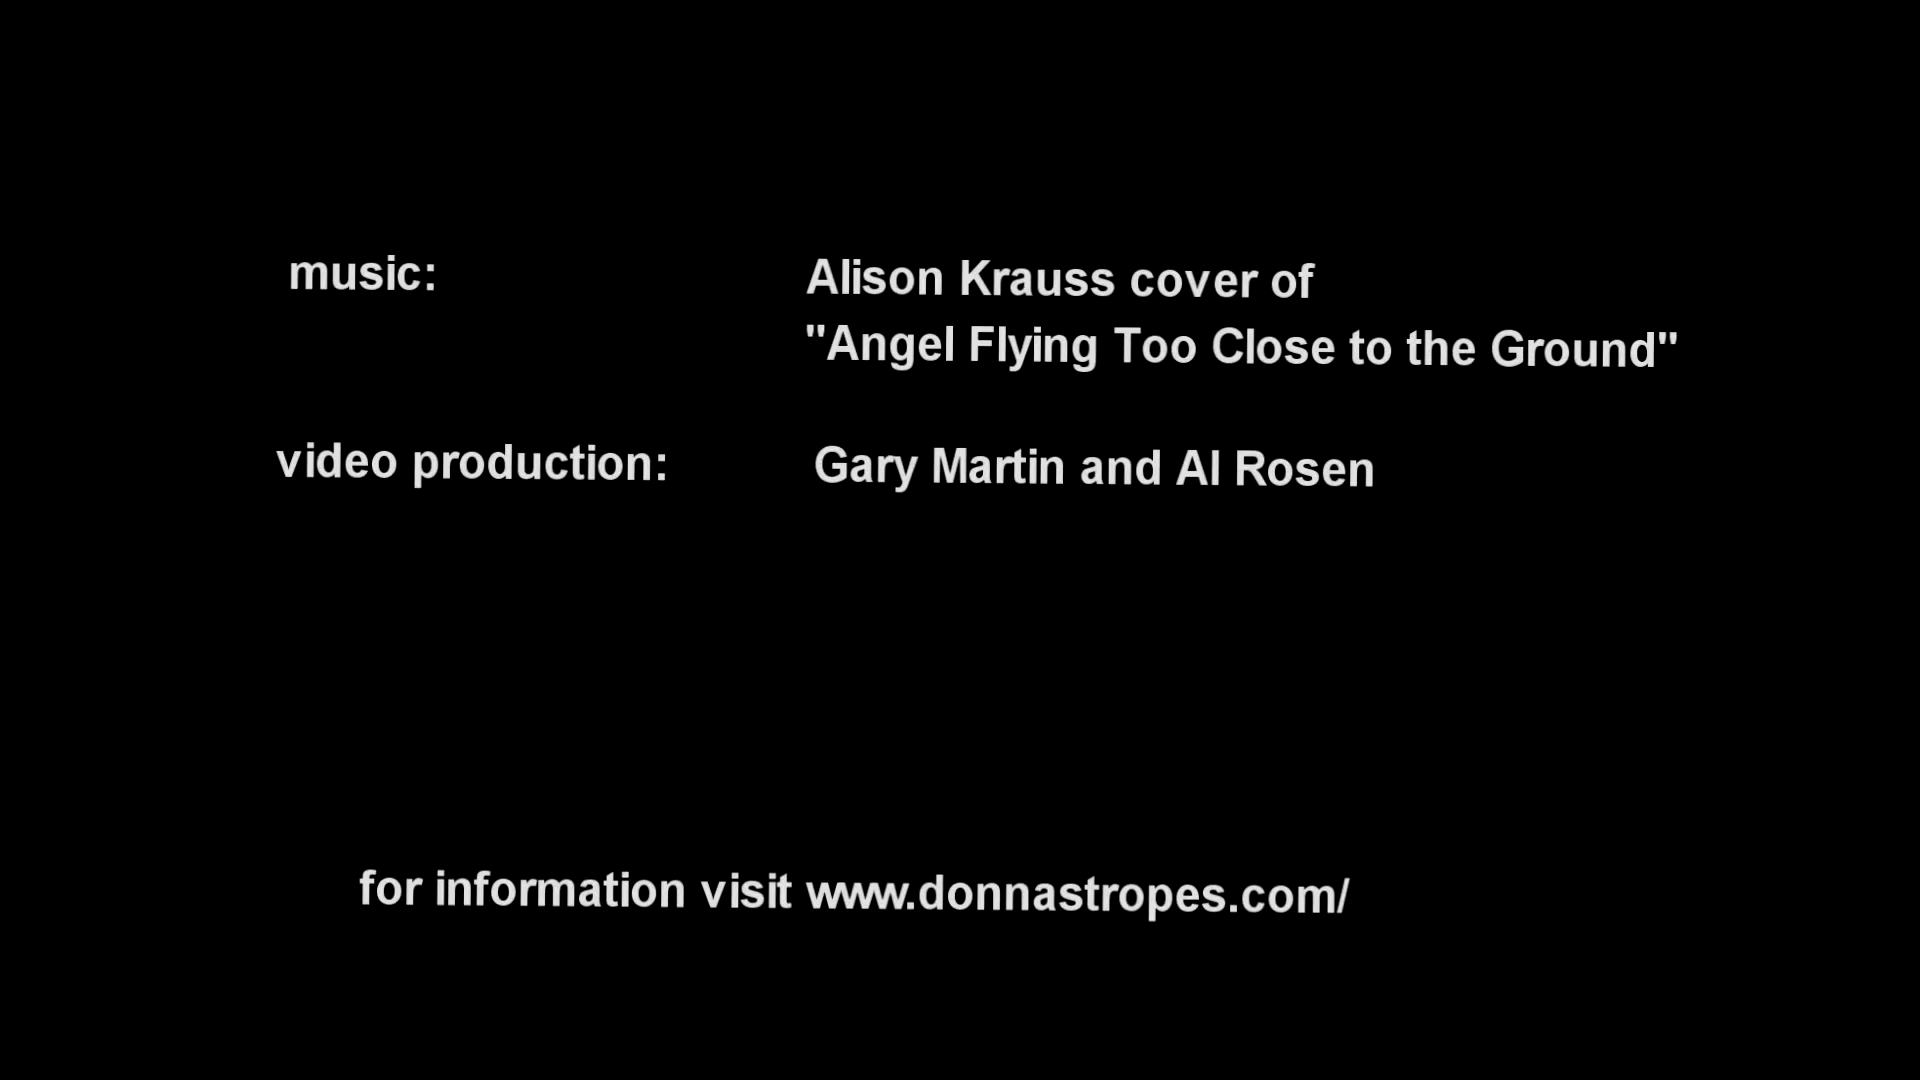 music:
Alison Krauss cover of
"Angel Flying Too Close to the Ground"
video production:
Gary Martin and Al Rosen
for information visit www.donnastropes.com/